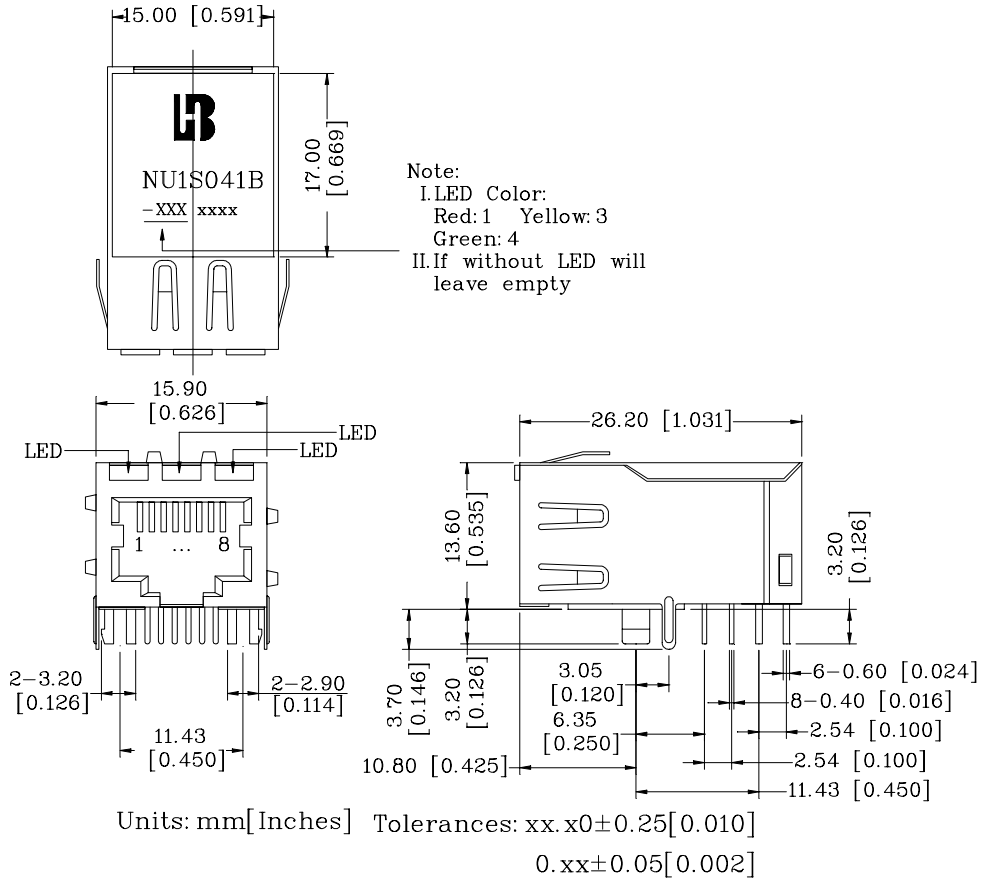 15.00 [0.591]
NU1S041B
-XXX xxxx
17.00
[0.669]
Note:
I.LED Color:
Red:1 Yellow:3
Green:4
II.If without LED will
leave empty
15.90
[0.626]
LED
LED
LED
1 ... 8
2-3.20
[0.126]
2-2.90
[0.114]
11.43
[0.450]
26.20 [1.031]
13.60
[0.535]
3.20
[0.126]
3.70
[0.146]
3.20
[0.126]
3.05
[0.120]
6.35
[0.250]
10.80 [0.425]
6-0.60 [0.024]
8-0.40 [0.016]
2.54 [0.100]
2.54 [0.100]
11.43 [0.450]
Units: mm[Inches] Tolerances: xx.x0±0.25[0.010]
0.xx±0.05[0.002]